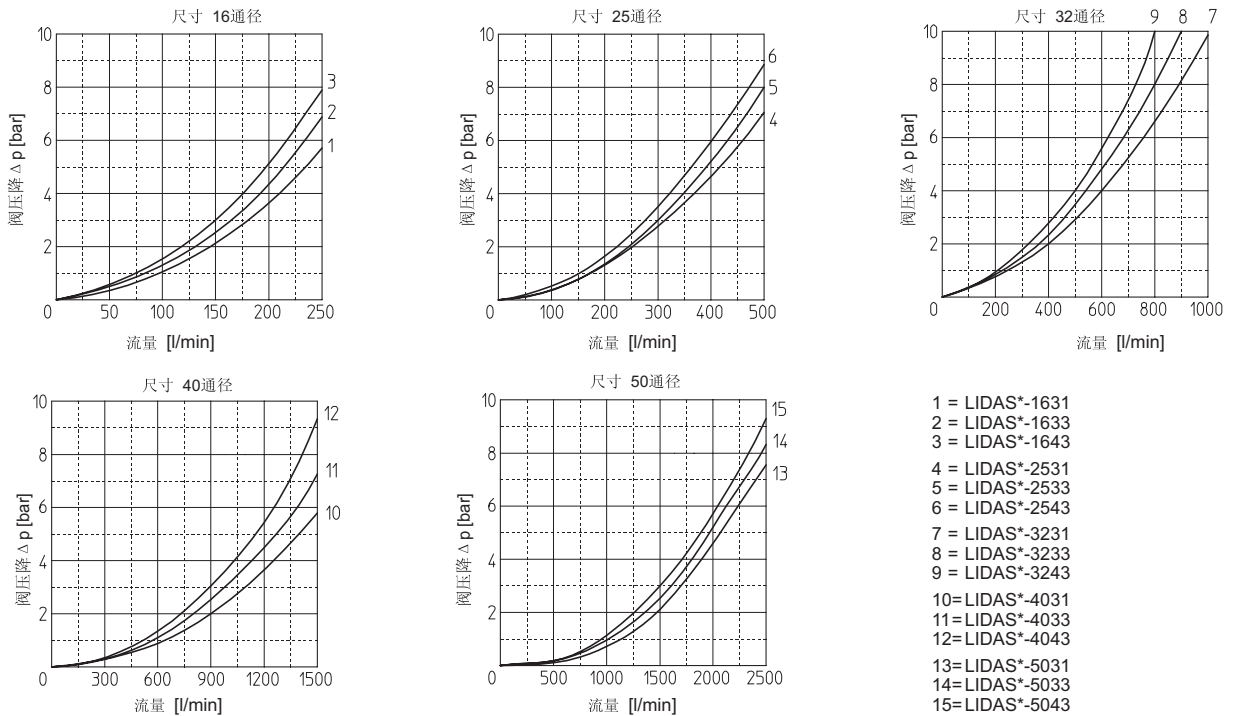 尺寸 16通径
10
8
6
4
2
0
50
100
150
200
250
3
2
1
阀压降 Δ p [bar]
流量 [l/min]
尺寸 25通径
10
8
6
4
2
0
100
200
300
400
500
6
5
4
阀压降 Δ p [bar]
流量 [l/min]
尺寸 32通径
9 8 7
10
8
6
4
2
0
200
400
600
800
1000
阀压降 Δ p [bar]
流量 [l/min]
尺寸 40通径
10
8
6
4
2
0
300
600
900
1200
1500
12
11
10
阀压降 Δ p [bar]
流量 [l/min]
尺寸 50通径
10
8
6
4
2
0
500
1000
1500
2000
2500
15
14
13
阀压降 Δ p [bar]
流量 [l/min]
1 = LIDAS*-1631
2 = LIDAS*-1633
3 = LIDAS*-1643
4 = LIDAS*-2531
5 = LIDAS*-2533
6 = LIDAS*-2543
7 = LIDAS*-3231
8 = LIDAS*-3233
9 = LIDAS*-3243
10=LIDAS*-4031
11=LIDAS*-4033
12=LIDAS*-4043
13=LIDAS*-5031
14=LIDAS*-5033
15=LIDAS*-5043